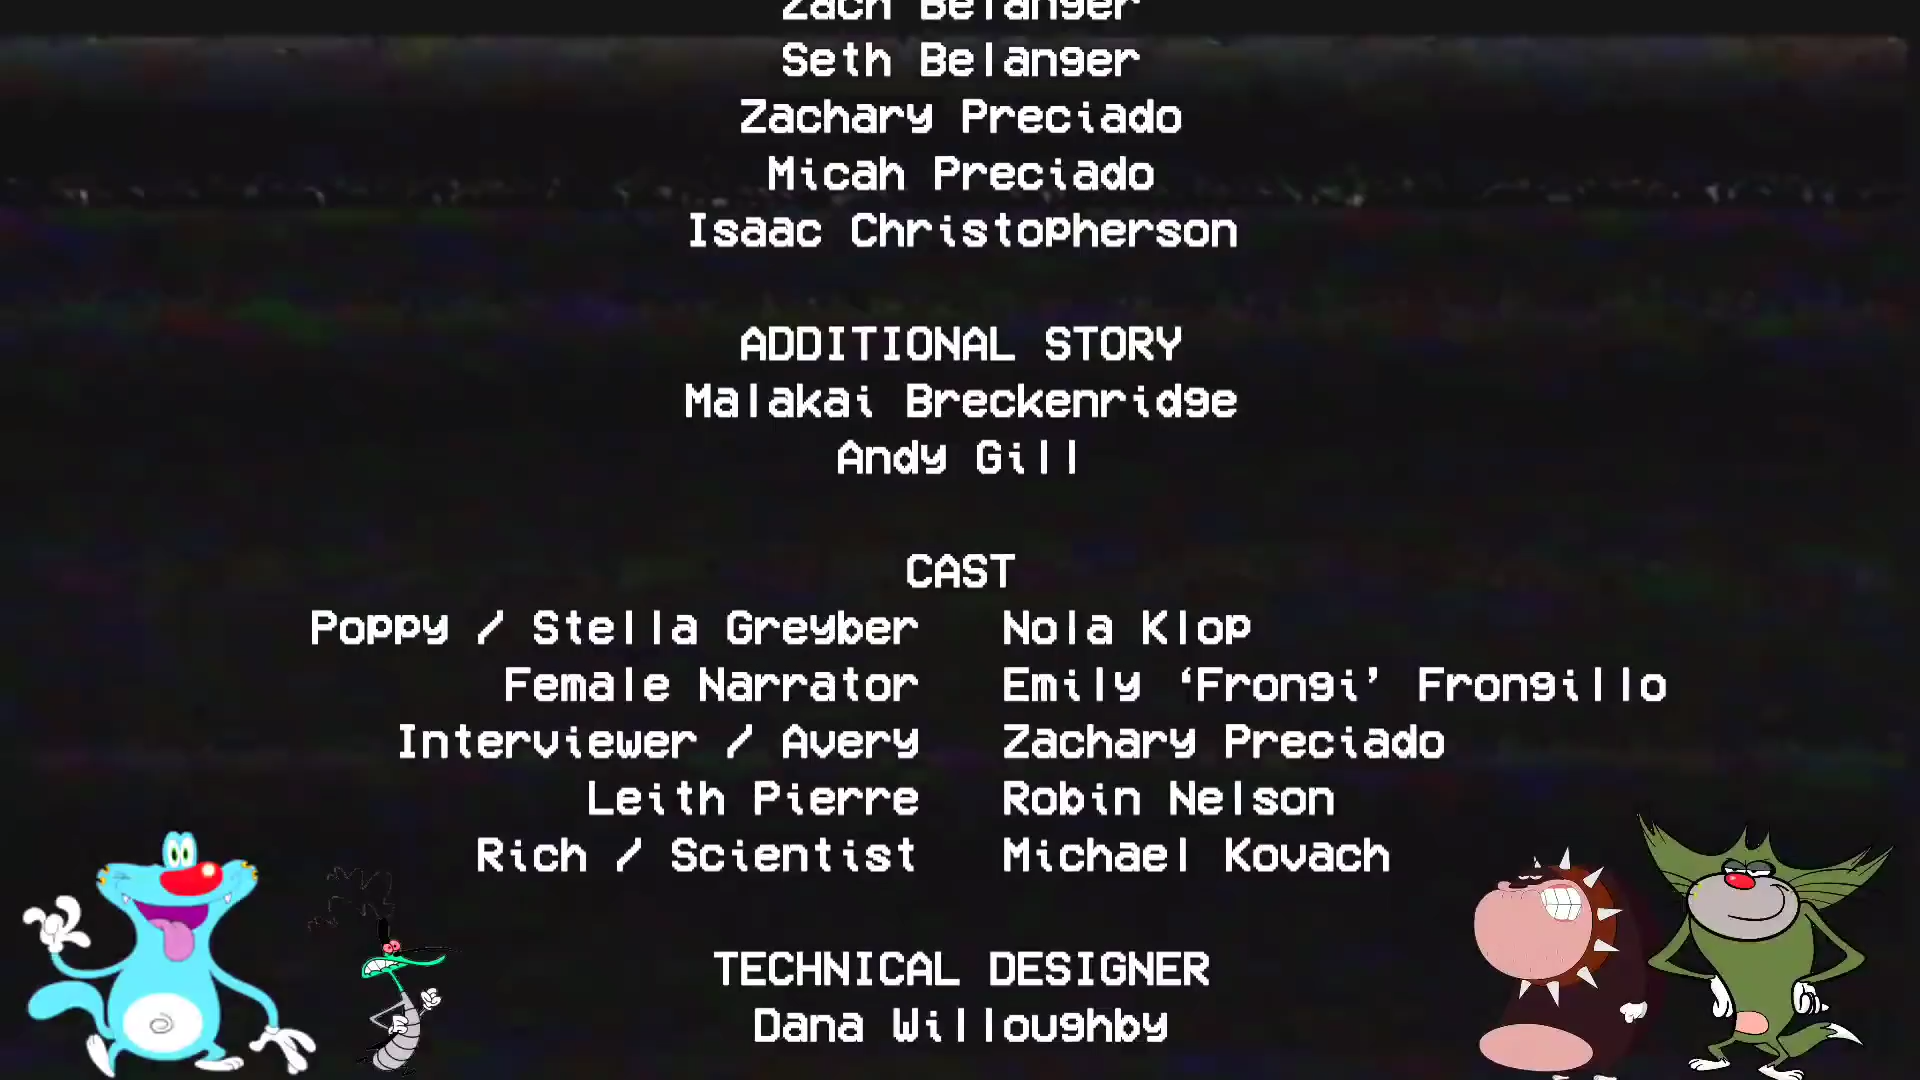 Zach Belanger
Seth Belanger
Zachary Preciado
Micah Preciado
Isaac Christopherson
ADDITIONAL STORY
Malakai Breckenridge
Andy Gill
CAST
Poppy / Stella Greyber Nola Klop
Female Narrator Emily ‘Frongi’ Frongillo
Interviewer / Avery Zachary Preciado
Leith Pierre Robin Nelson
Rich / Scientist Michael Kovach
TECHNICAL DESIGNER
Dana Willoughby